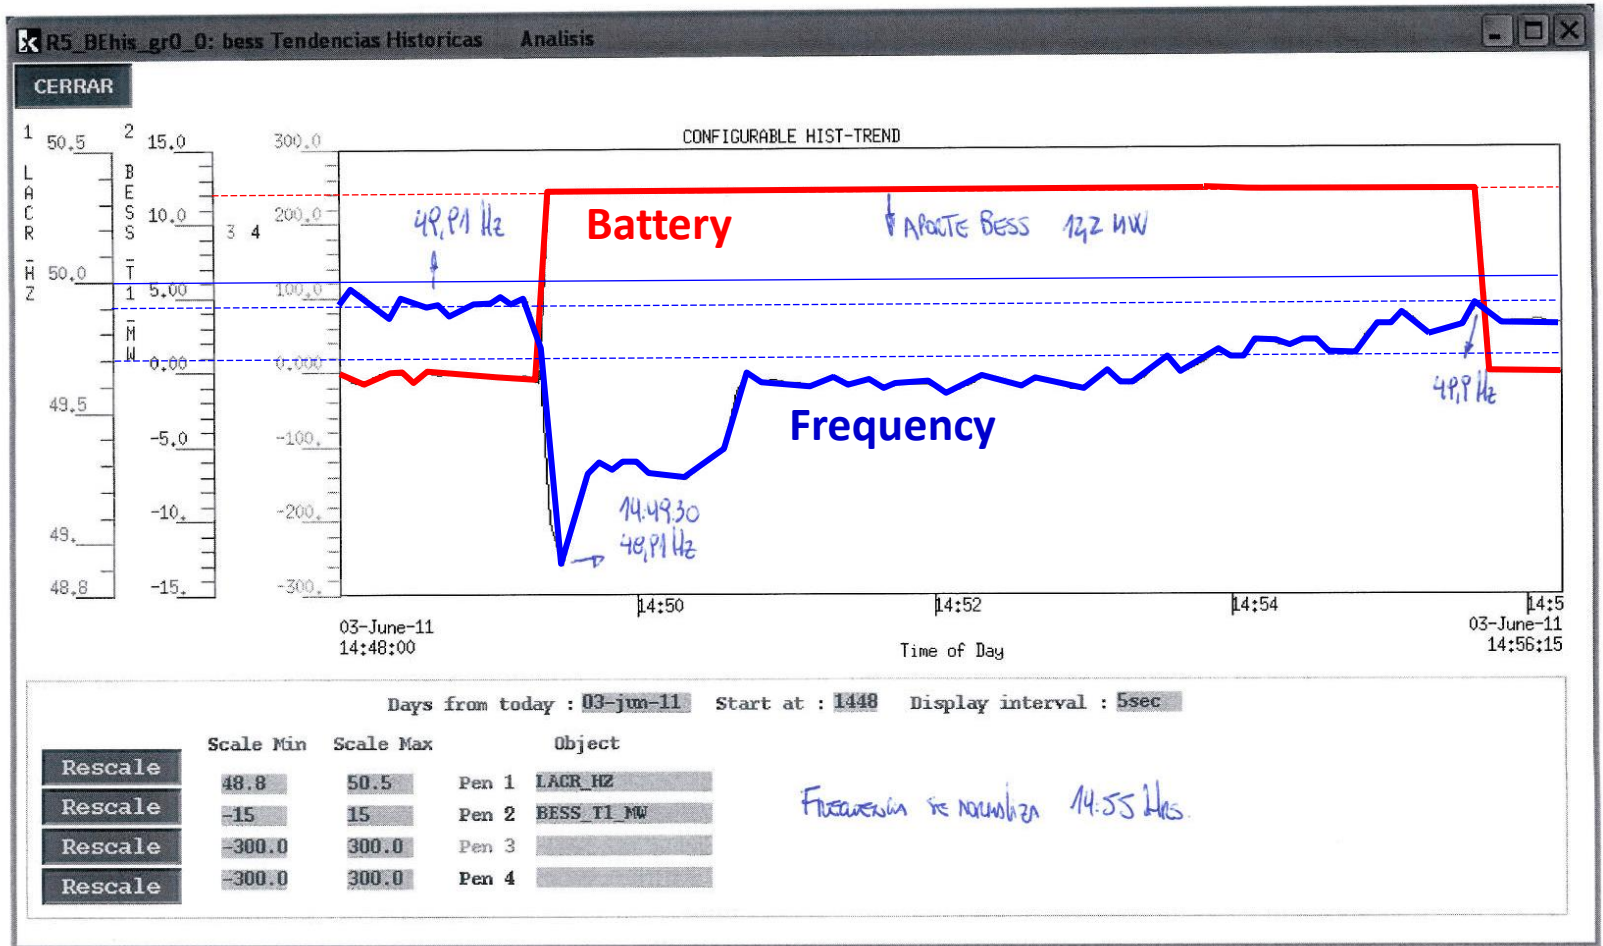 R5_BEhis_gr0_0: bess Tendencias Historicas Analisis
CERRAR
CONFIGURABLE HIST-TREND
1 LACR_HZ
50.5
50.0
49.5
49.
48.8
2 BESS_T1_MW
15.0
10.0
5.00
0.00
-5.0
-10.
-15.
3 4
300.0
200.0
100.0
0.000
-100.
-200.
-300.
49,91 Hz
Battery
APORTE BESS 12,2 MW
Frequency
49,9 Hz
14:49:30
48,91 Hz
14:50
14:52
14:54
14:5
03-June-11
14:48:00
Time of Day
03-June-11
14:56:15
Days from today : 03-jun-11 Start at : 1448 Display interval : 5sec
Scale Min Scale Max Object
Rescale 48.8 50.5 Pen 1 LACR_HZ
Rescale -15 15 Pen 2 BESS_T1_MW
Rescale -300.0 300.0 Pen 3
Rescale -300.0 300.0 Pen 4
Frecuencia se normaliza 14:55 Hrs.